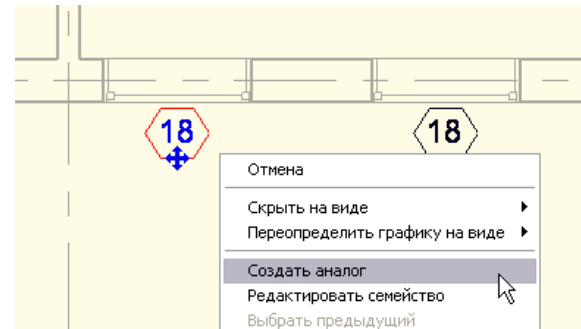 18
18
Отмена
Скрыть на виде
Переопределить графику на виде
Создать аналог
Редактировать семейство
Выбрать предыдущий